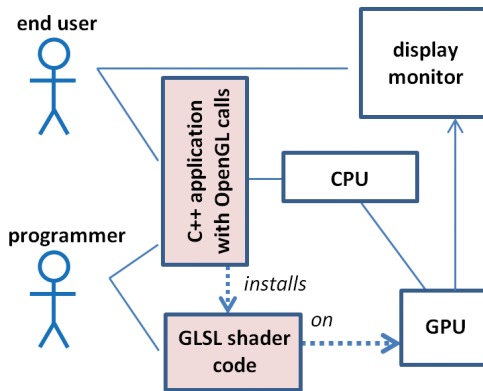 end user
display
monitor
C++ application
with OpenGL calls
CPU
programmer
installs
on
GLSL shader
code
GPU